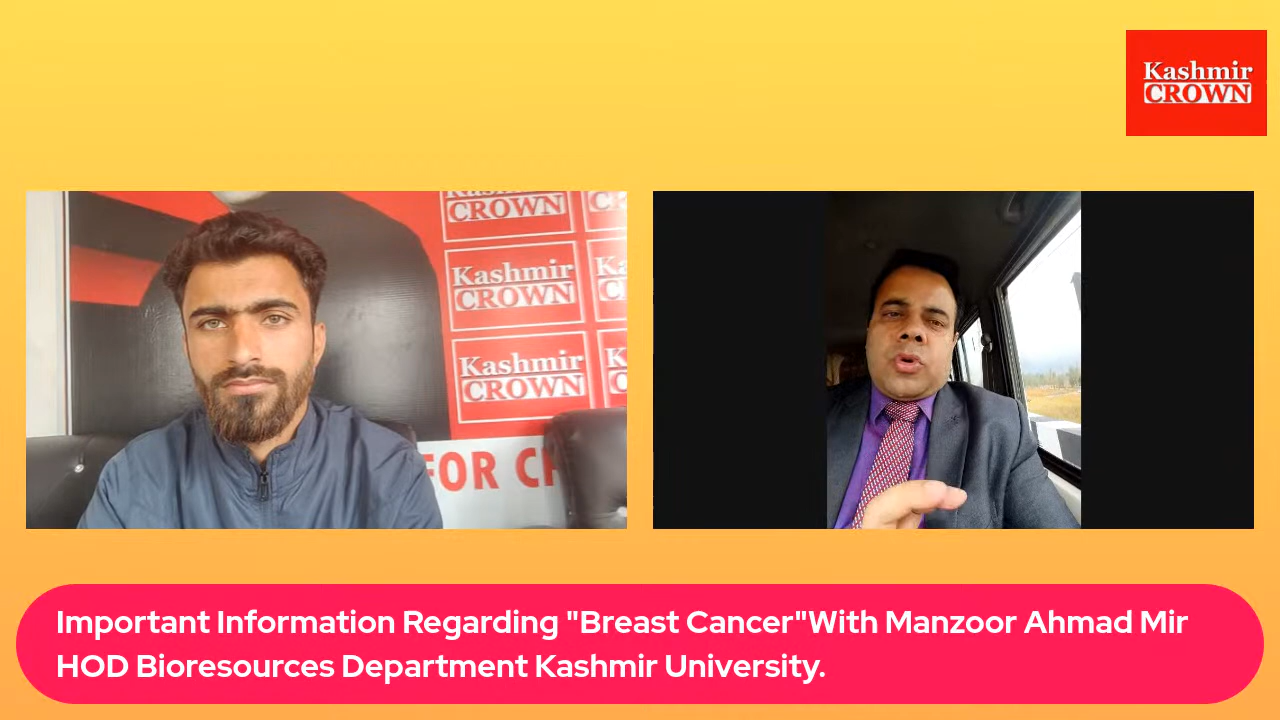 Kashmir
CROWN
Kashmir
CROWN
Kashmir
CROWN
Kashmir
CROWN
FOR
Important Information Regarding "Breast Cancer"With Manzoor Ahmad Mir
HOD Bioresources Department Kashmir University.